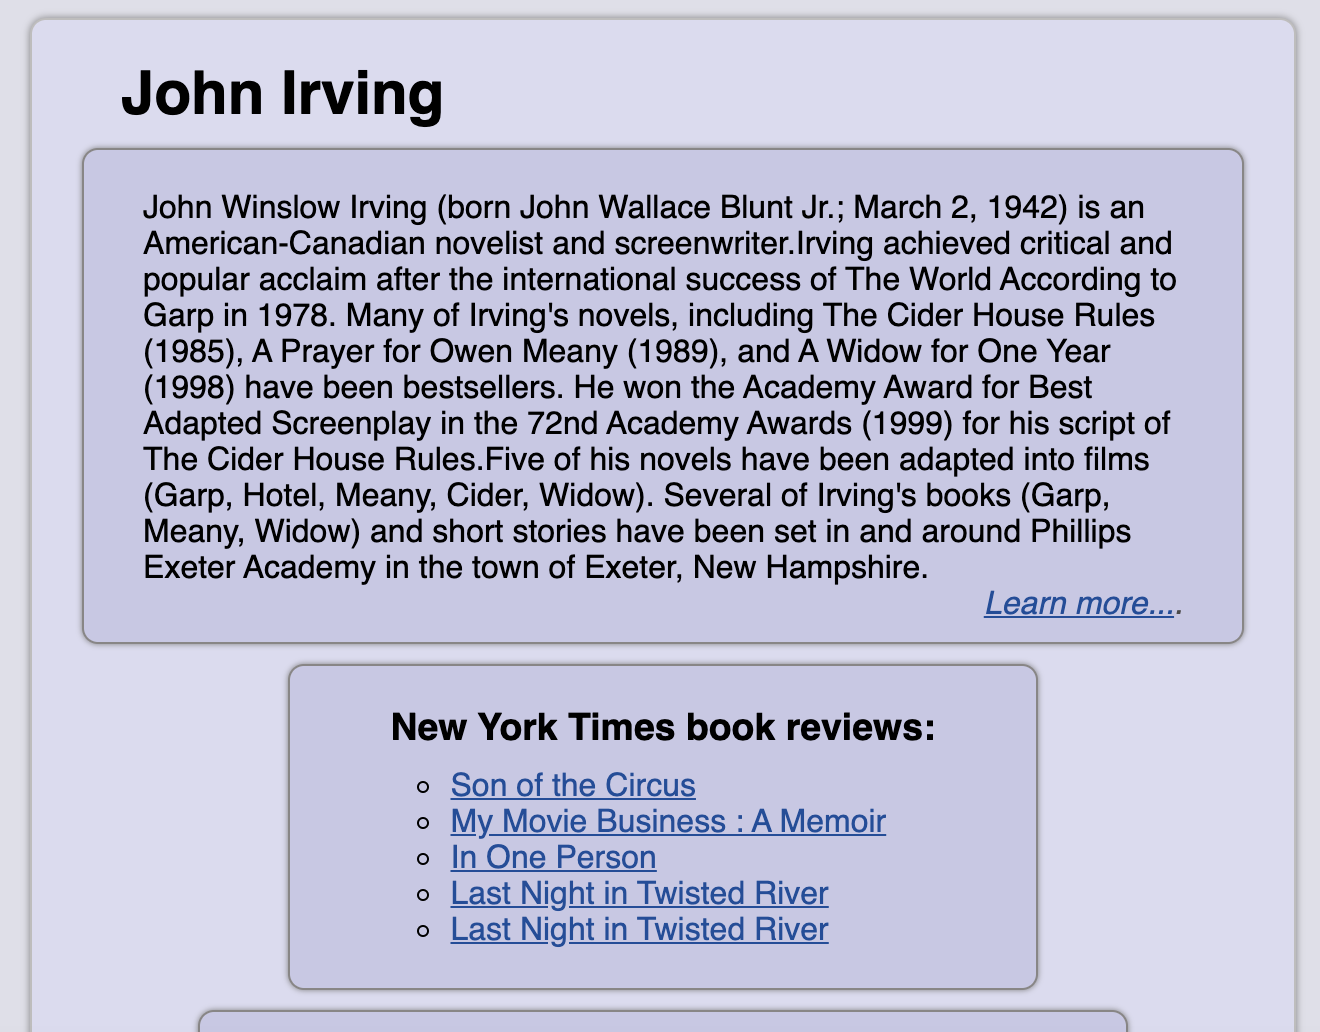 John Irving
John Winslow Irving (born John Wallace Blunt Jr.; March 2, 1942) is an
American-Canadian novelist and screenwriter.Irving achieved critical and
popular acclaim after the international success of The World According to
Garp in 1978. Many of Irving's novels, including The Cider House Rules
(1985), A Prayer for Owen Meany (1989), and A Widow for One Year
(1998) have been bestsellers. He won the Academy Award for Best
Adapted Screenplay in the 72nd Academy Awards (1999) for his script of
The Cider House Rules.Five of his novels have been adapted into films
(Garp, Hotel, Meany, Cider, Widow). Several of Irving's books (Garp,
Meany, Widow) and short stories have been set in and around Phillips
Exeter Academy in the town of Exeter, New Hampshire.
Learn more....
New York Times book reviews:
Son of the Circus
My Movie Business : A Memoir
In One Person
Last Night in Twisted River
Last Night in Twisted River